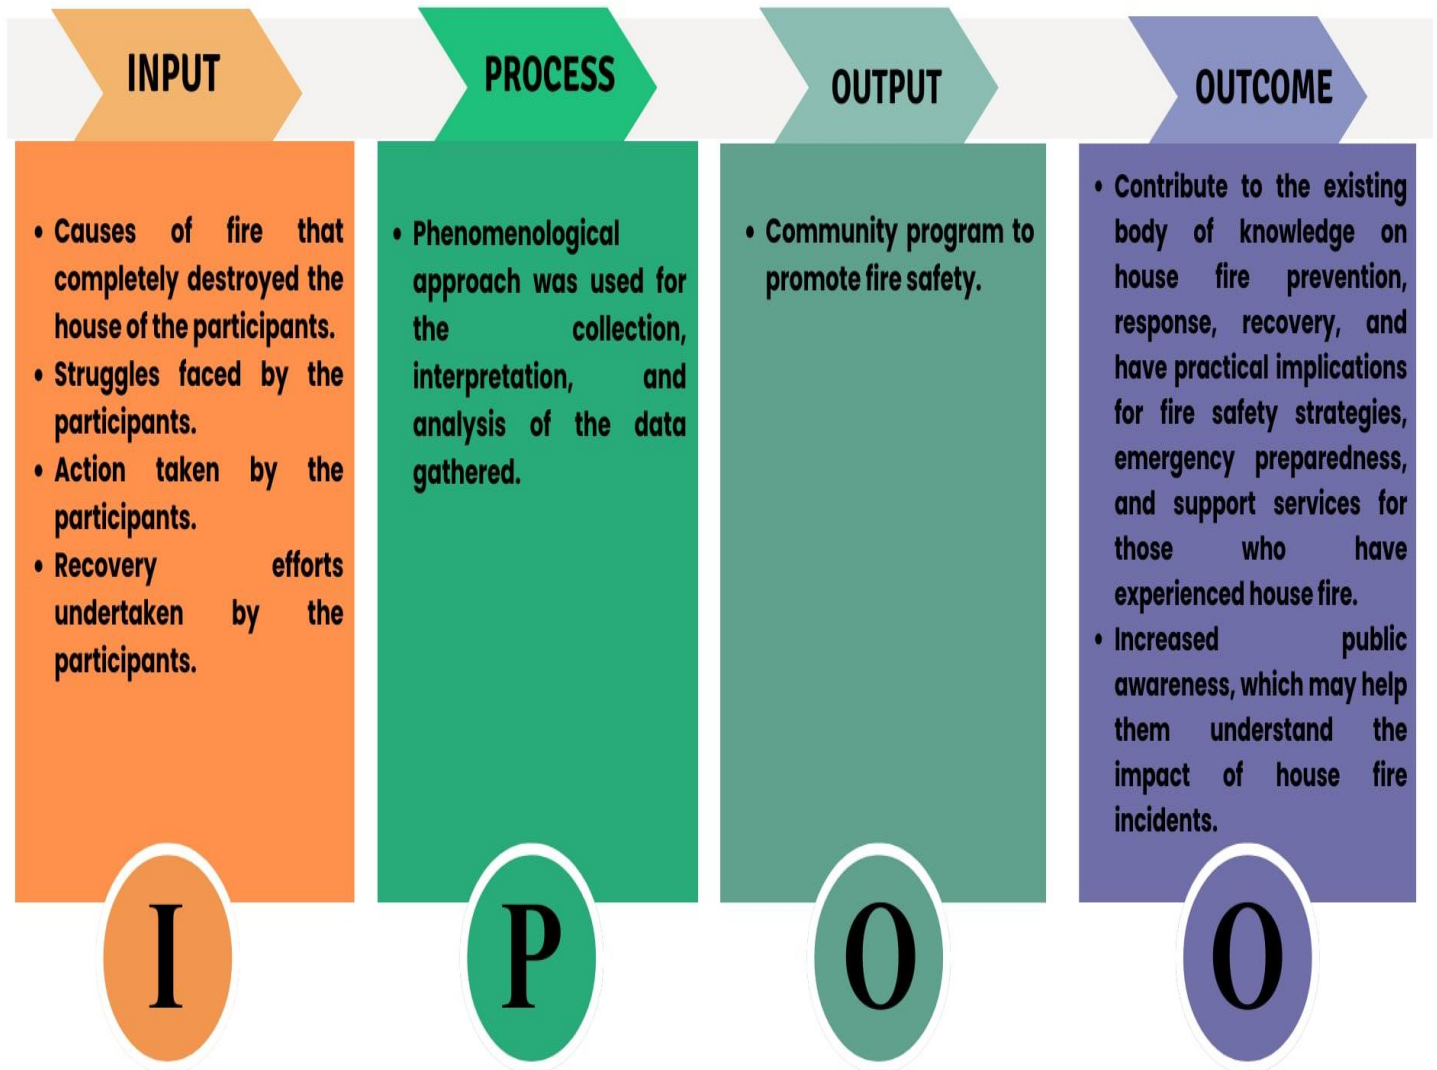 INPUT
PROCESS
OUTPUT
OUTCOME
• Causes of fire that
completely destroyed the
house of the participants.
• Struggles faced by the
participants.
• Action taken by the
participants.
• Recovery efforts
undertaken by the
participants.
• Phenomenological
approach was used for
the collection,
interpretation, and
analysis of the data
gathered.
• Community program to
promote fire safety.
• Contribute to the existing
body of knowledge on
house fire prevention,
response, recovery, and
have practical implications
for fire safety strategies,
emergency preparedness,
and support services for
those who have
experienced house fire.
• Increased public
awareness, which may help
them understand the
impact of house fire
incidents.
I
P
O
O